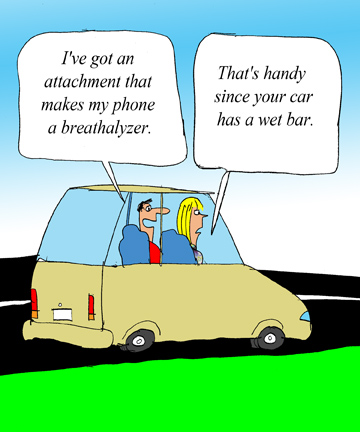 I've got an
attachment that
makes my phone
a breathalyzer.
That's handy
since your car
has a wet bar.